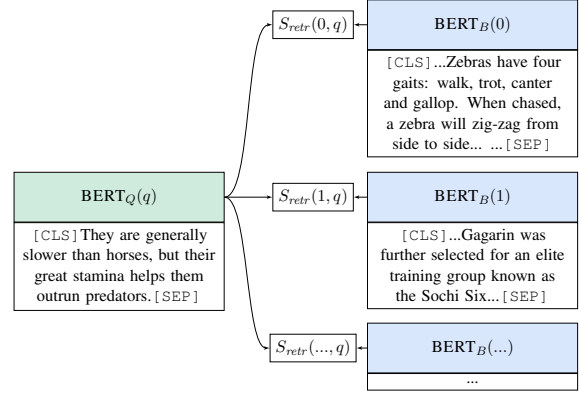 BERT_Q(q)
[CLS]They are generally
slower than horses, but their
great stamina helps them
outrun predators.[SEP]
S_retr(0, q)
BERT_B(0)
[CLS]...Zebras have four
gaits: walk, trot, canter
and gallop. When chased,
a zebra will zig-zag from
side to side... ...[SEP]
S_retr(1, q)
BERT_B(1)
[CLS]...Gagarin was
further selected for an elite
training group known as
the Sochi Six...[SEP]
S_retr(..., q)
BERT_B(...)
...